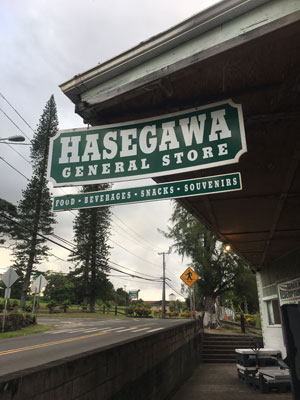 HASEGAWA
GENERAL STORE
FOOD • BEVERAGES • SNACKS • SOUVENIRS